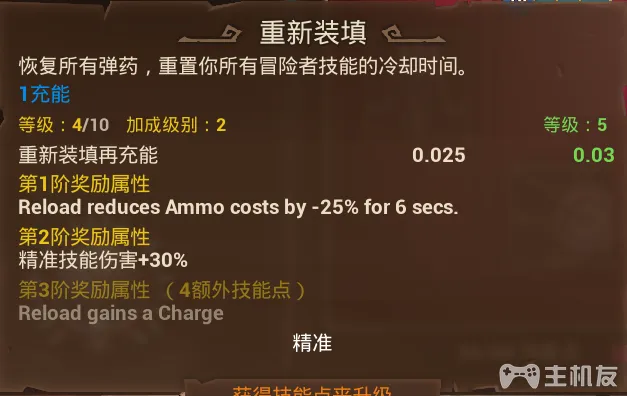 重新装填
恢复所有弹药，重置你所有冒险者技能的冷却时间。
1充能
等级：4/10 加成级别：2 等级：5
重新装填再充能 0.025 0.03
第1阶奖励属性
Reload reduces Ammo costs by -25% for 6 secs.
第2阶奖励属性
精准技能伤害+30%
第3阶奖励属性 （4额外技能点）
Reload gains a Charge
精准
获得技能点来升级
主机友